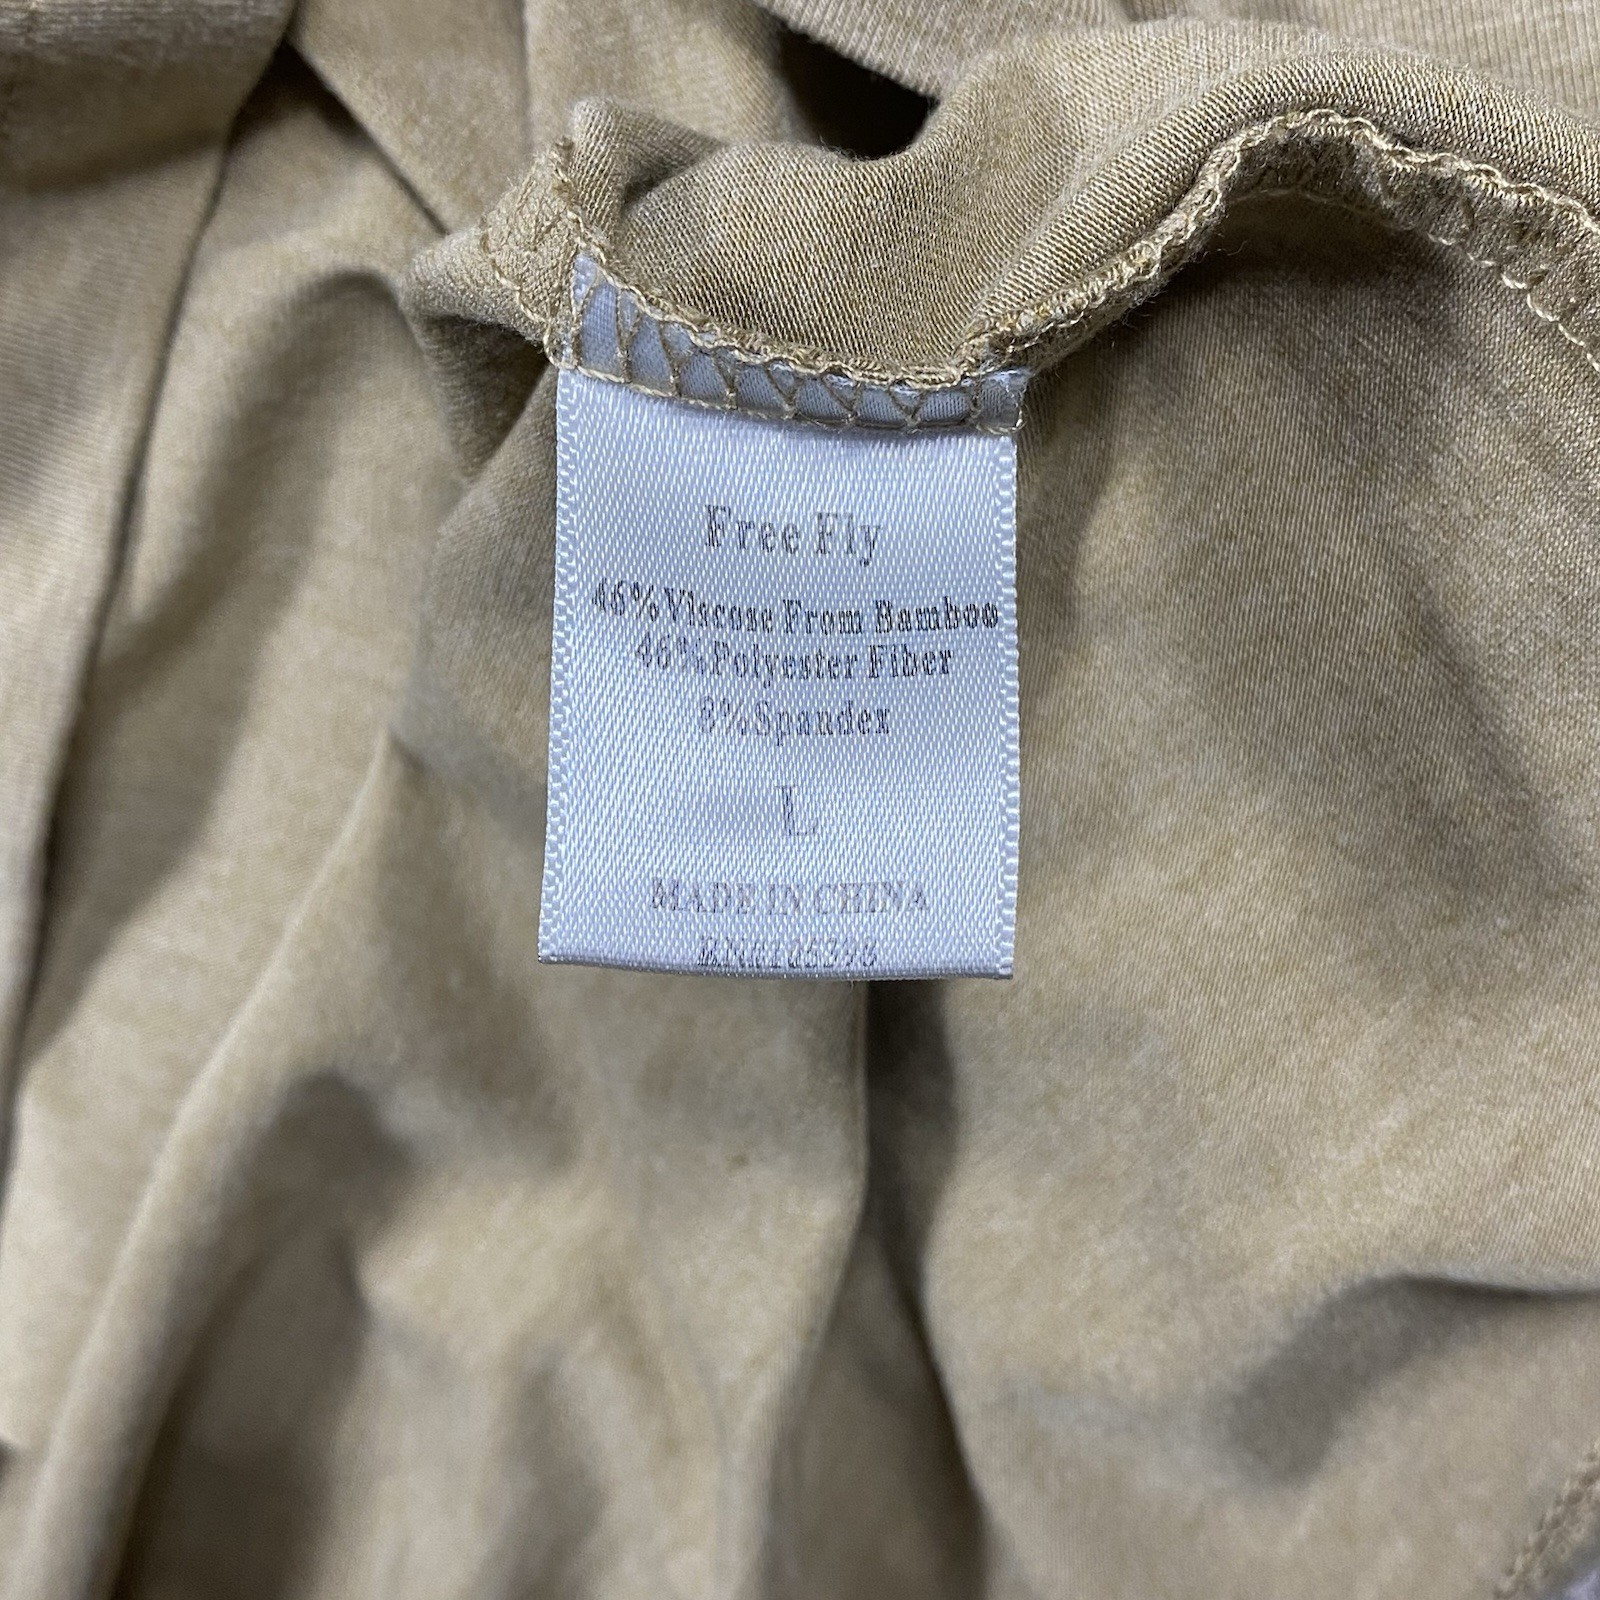 Free Fly
46%Viscose From Bamboo
46%Polyester Fiber
8%Spandex
L
MADE IN CHINA